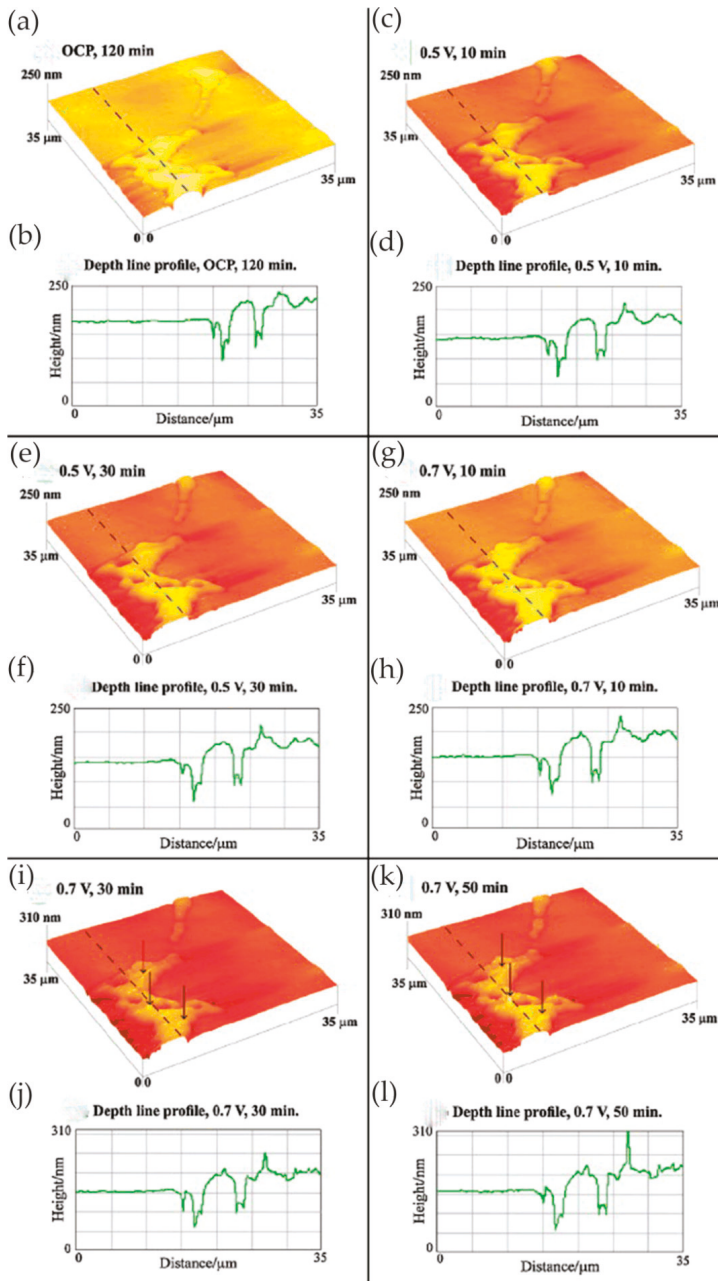 (a)
OCP, 120 min
250 nm
35 μm
35 μm
0 0
(b)
Depth line profile, OCP, 120 min.
250
Height/nm
0
0
35
Distance/μm
(c)
0.5 V, 10 min
250 nm
35 μm
35 μm
0 0
(d)
Depth line profile, 0.5 V, 10 min.
250
Height/nm
0
0
35
Distance/μm
(e)
0.5 V, 30 min
250 nm
35 μm
35 μm
0 0
(f)
Depth line profile, 0.5 V, 30 min.
250
Height/nm
0
0
35
Distance/μm
(g)
0.7 V, 10 min
250 nm
35 μm
35 μm
0 0
(h)
Depth line profile, 0.7 V, 10 min.
250
Height/nm
0
0
35
Distance/μm
(i)
0.7 V, 30 min
310 nm
35 μm
35 μm
0 0
(j)
Depth line profile, 0.7 V, 30 min.
310
Height/nm
0
0
35
Distance/μm
(k)
0.7 V, 50 min
310 nm
35 μm
35 μm
0 0
(l)
Depth line profile, 0.7 V, 50 min.
310
Height/nm
0
0
35
Distance/μm